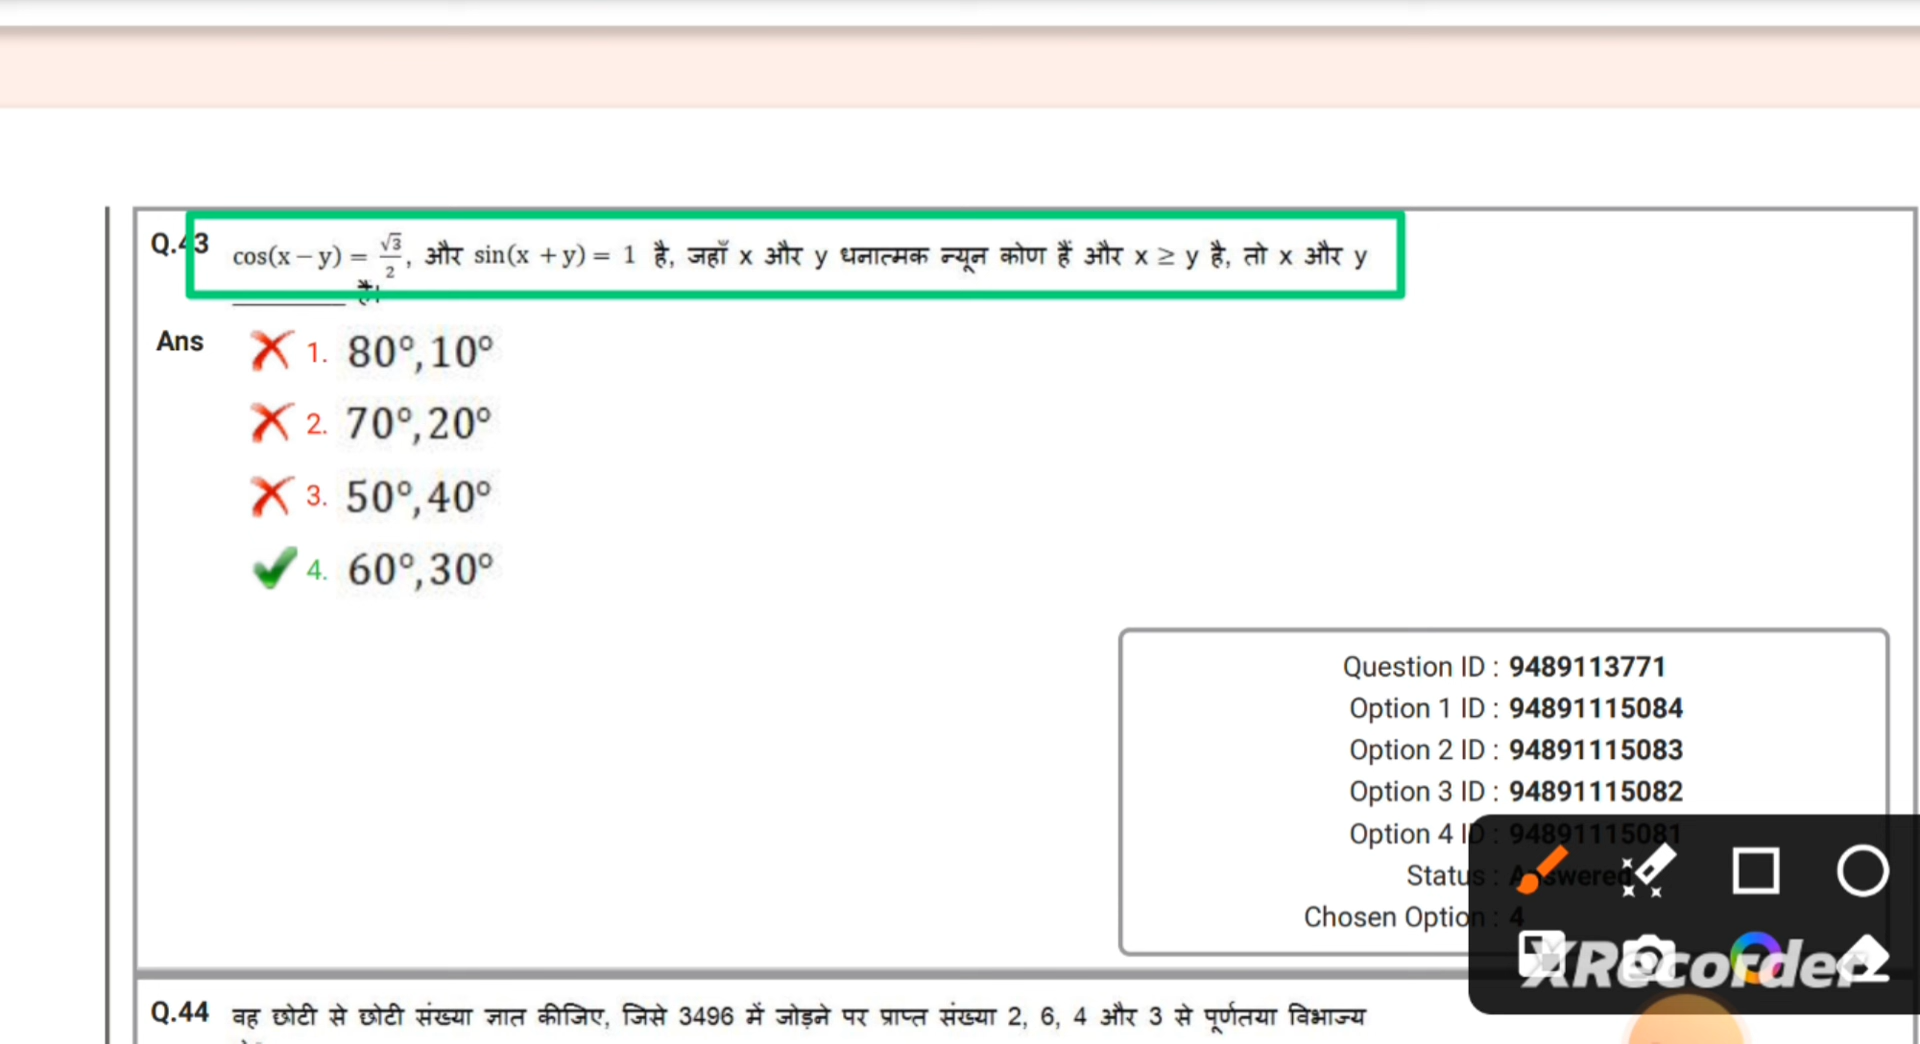 Q.43 cos(x – y) = √3/2, और sin(x + y) = 1 है, जहाँ x और y धनात्मक न्यून कोण हैं और x ≥ y है, तो x और y
________ है।
Ans 1. 80°, 10°
2. 70°, 20°
3. 50°, 40°
4. 60°, 30°
Question ID : 9489113771
Option 1 ID : 94891115084
Option 2 ID : 94891115083
Option 3 ID : 94891115082
Option 4 ID : 94891115081
Status : Answered
Chosen Option : 4
XRecorder
Q.44 वह छोटी से छोटी संख्या ज्ञात कीजिए, जिसे 3496 में जोड़ने पर प्राप्त संख्या 2, 6, 4 और 3 से पूर्णतया विभाज्य